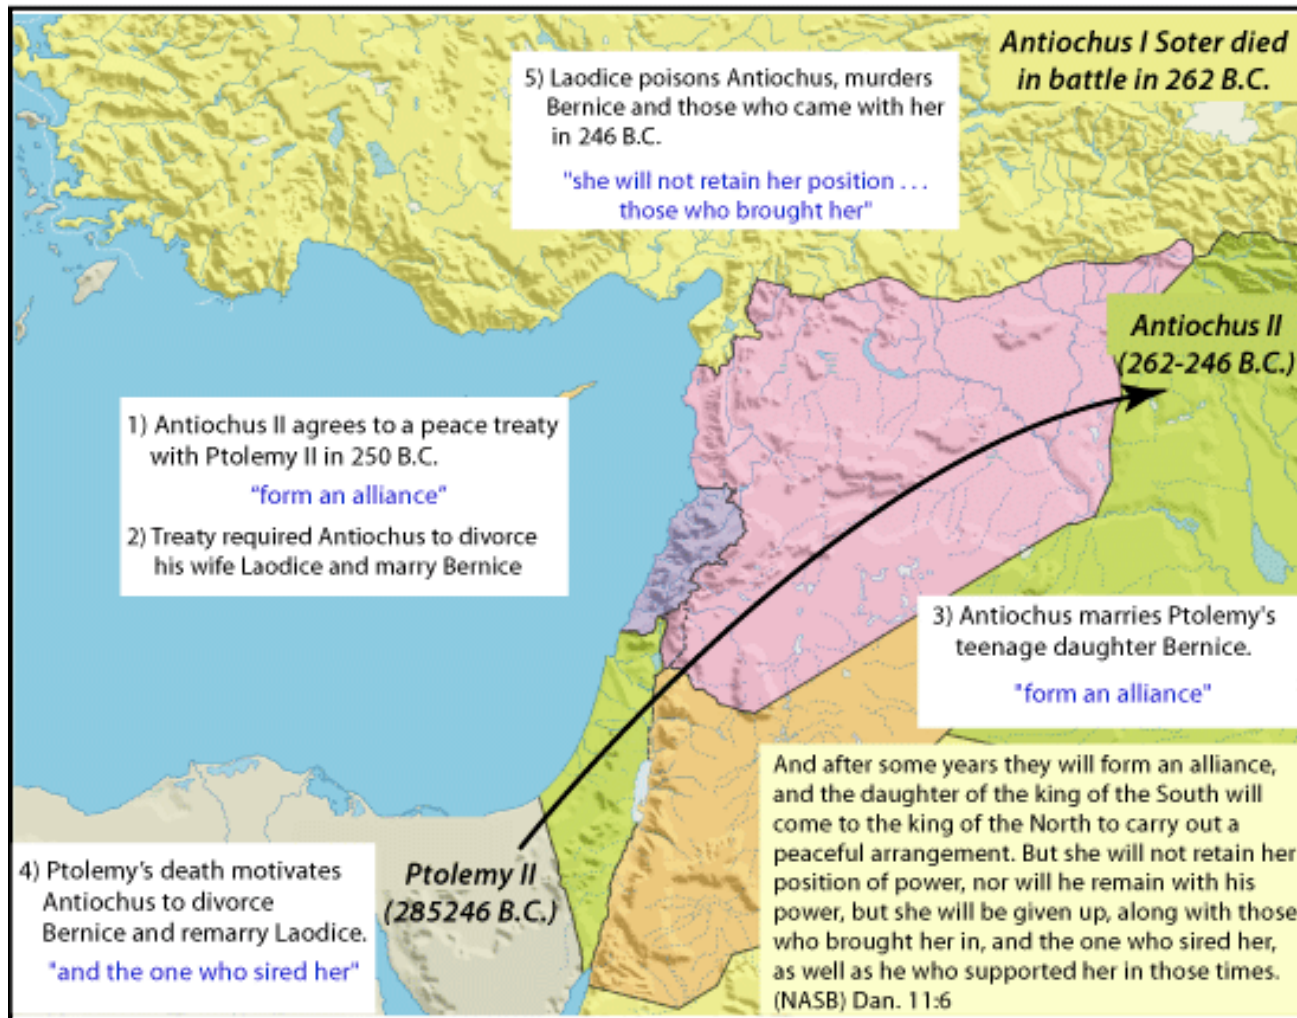 Antiochus I Soter died
in battle in 262 B.C.
5) Laodice poisons Antiochus, murders
Bernice and those who came with her
in 246 B.C.
"she will not retain her position . . .
those who brought her"
Antiochus II
(262-246 B.C.)
1) Antiochus II agrees to a peace treaty
with Ptolemy II in 250 B.C.
"form an alliance"
2) Treaty required Antiochus to divorce
his wife Laodice and marry Bernice
3) Antiochus marries Ptolemy's
teenage daughter Bernice.
"form an alliance"
4) Ptolemy's death motivates
Antiochus to divorce
Bernice and remarry Laodice.
"and the one who sired her"
Ptolemy II
(285246 B.C.)
And after some years they will form an alliance,
and the daughter of the king of the South will
come to the king of the North to carry out a
peaceful arrangement. But she will not retain her
position of power, nor will he remain with his
power, but she will be given up, along with those
who brought her in, and the one who sired her,
as well as he who supported her in those times.
(NASB) Dan. 11:6